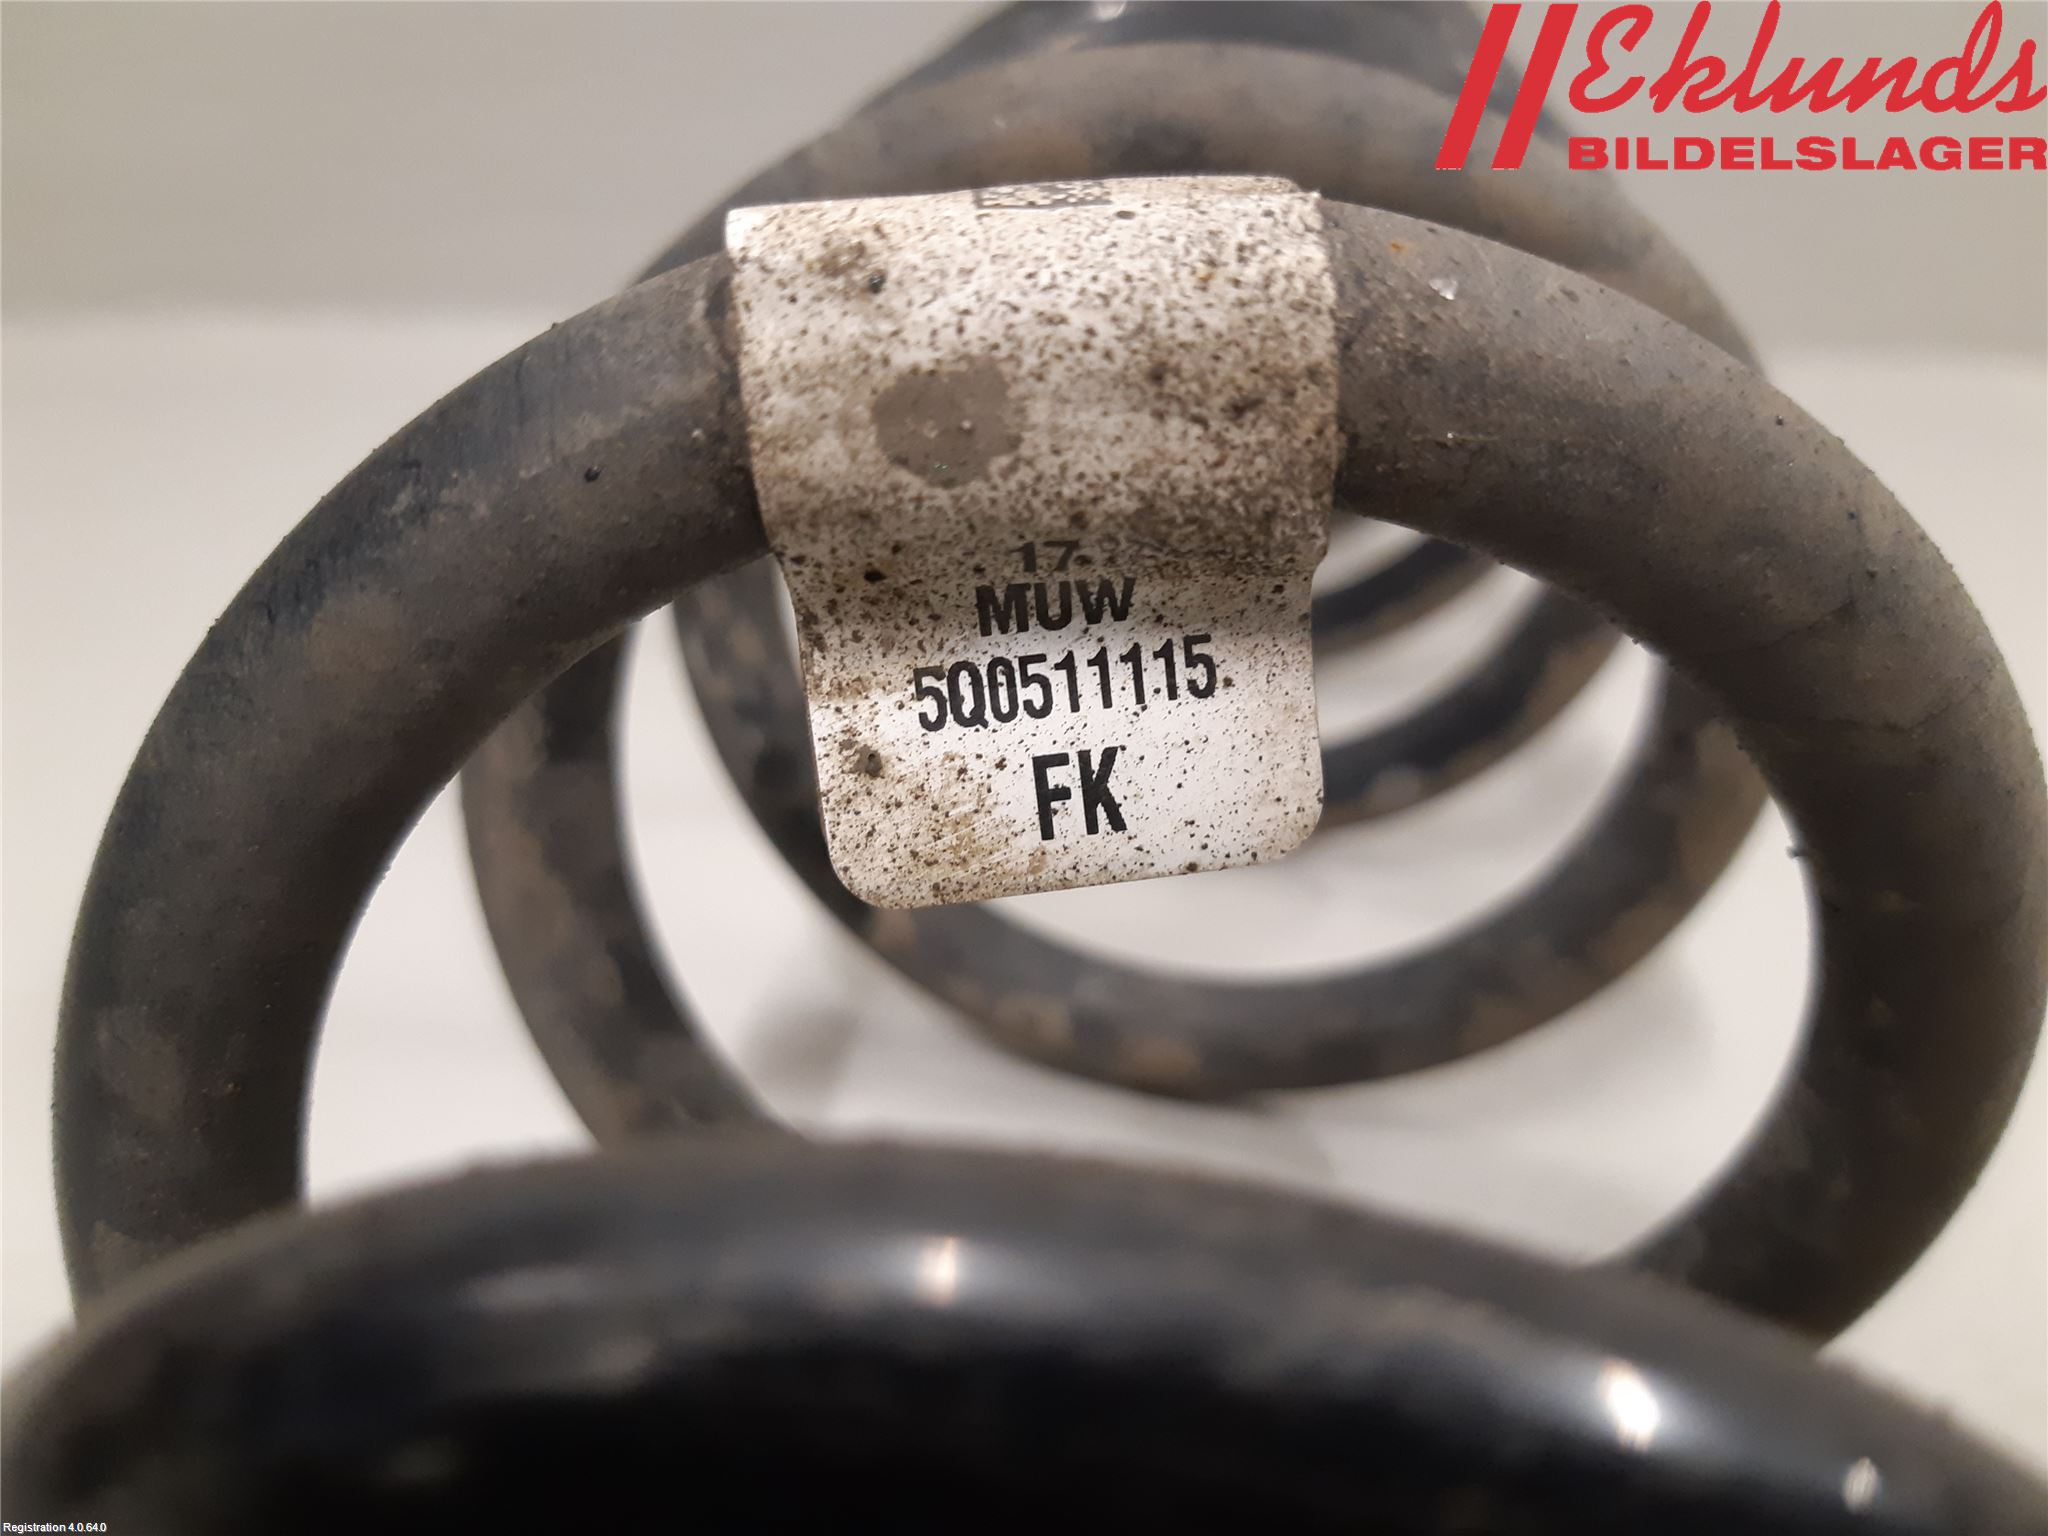 Eklunds
BILDELSLAGER
17
MUW
5Q0511115
FK
Registration 4.0.64.0